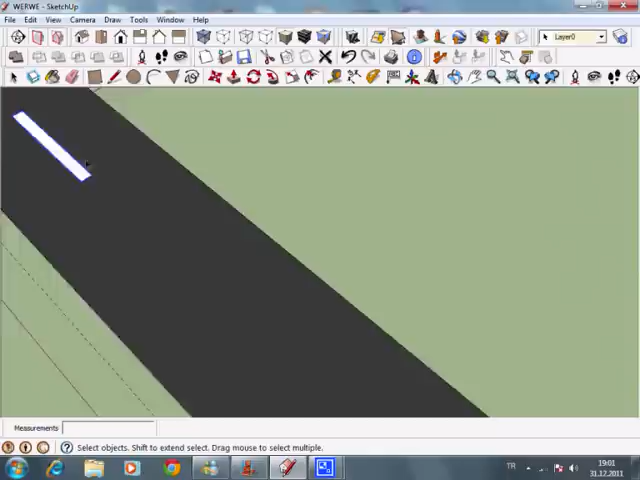 WERWE - SketchUp
File Edit View Camera Draw Tools Window Help
Layer0
Measurements
Select objects. Shift to extend select. Drag mouse to select multiple.
TR
19:01
31.12.2011